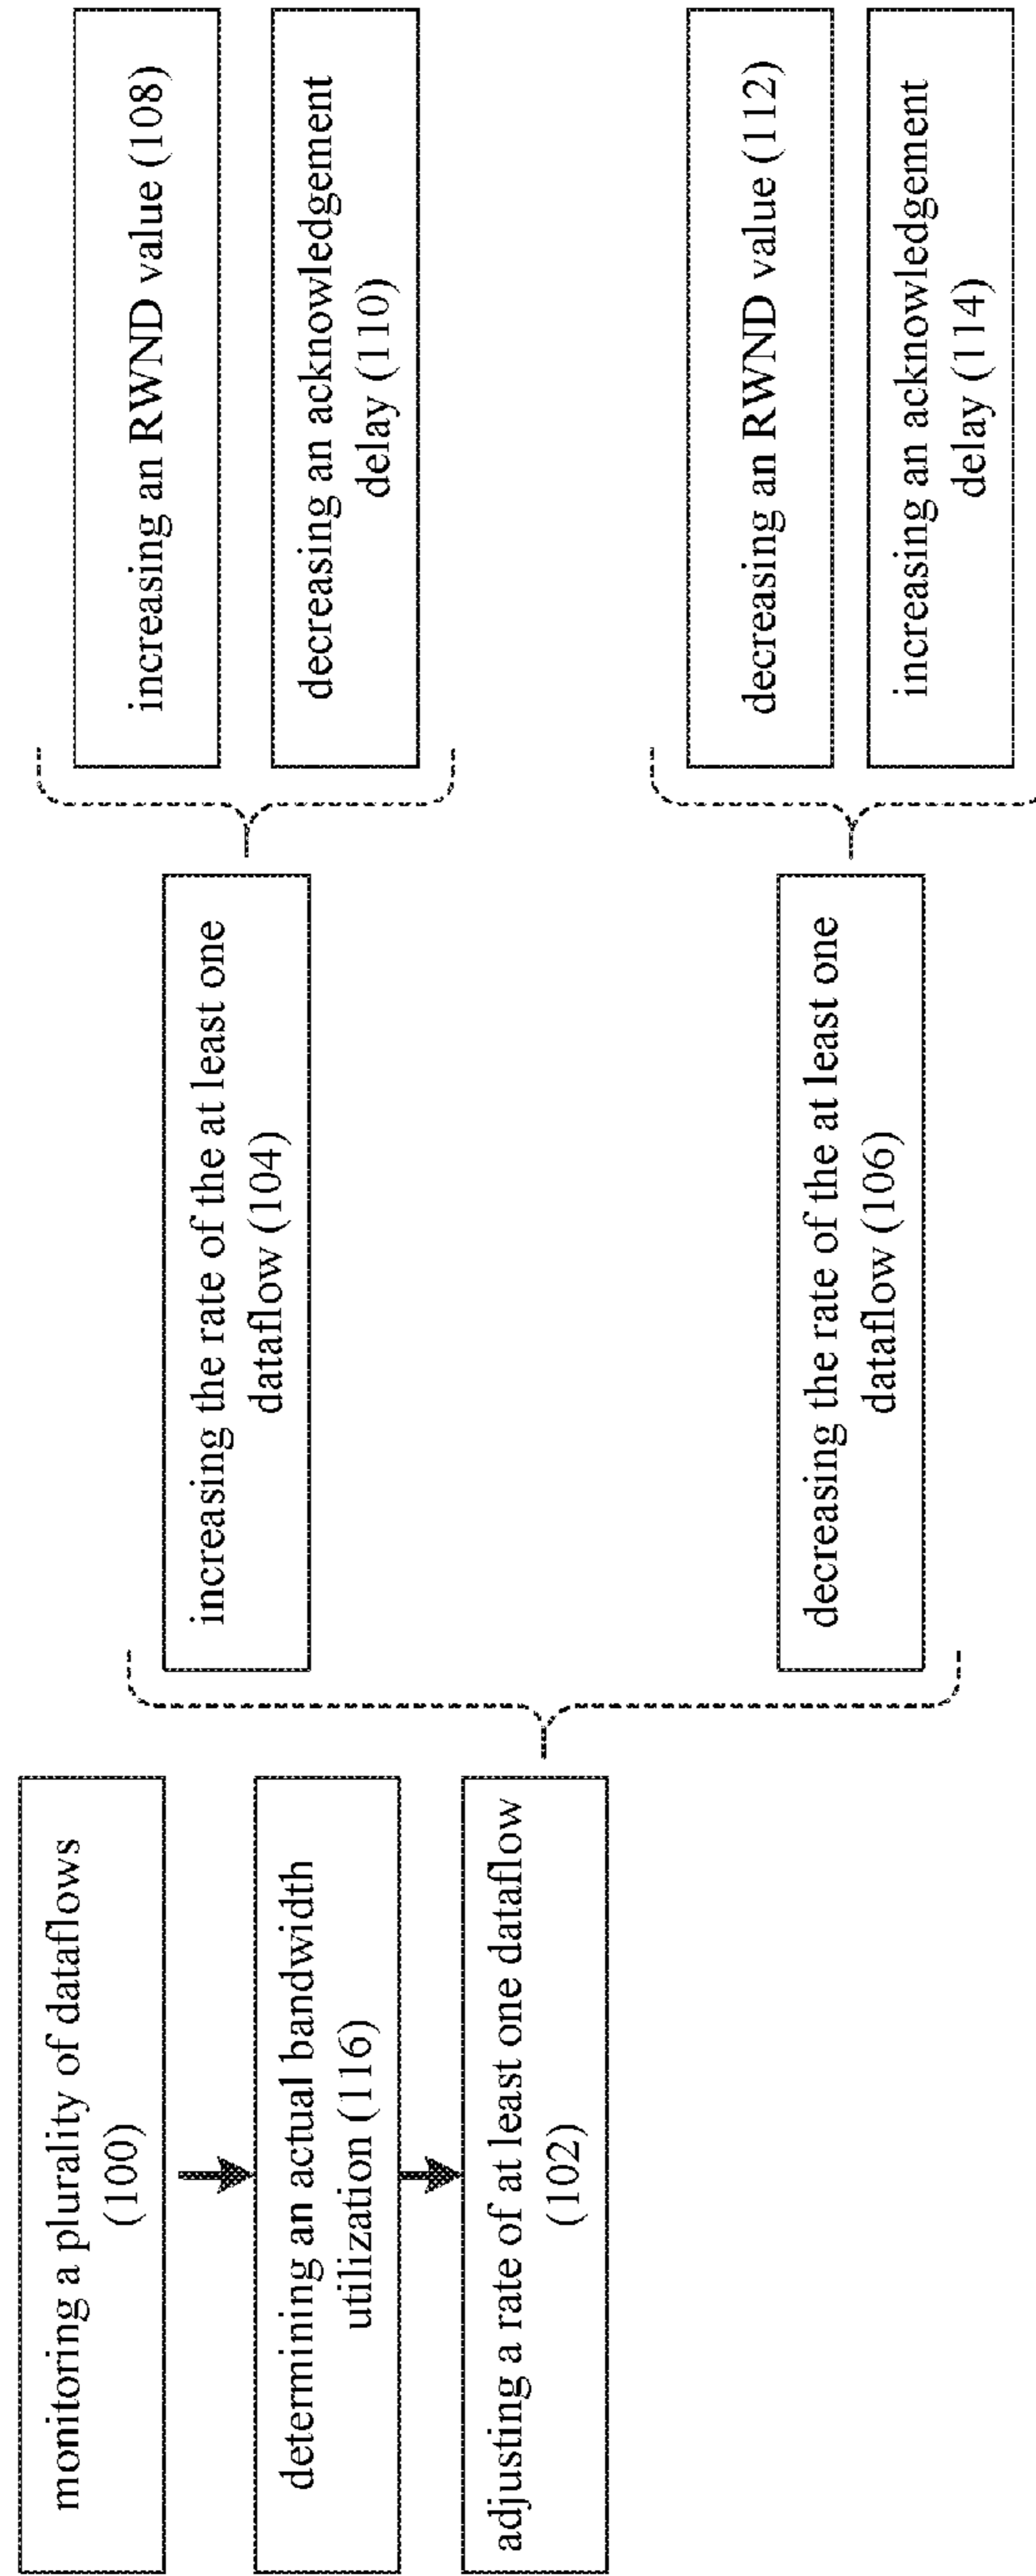 monitoring a plurality of dataflows
(100)
determining an actual bandwidth
utilization (116)
adjusting a rate of at least one dataflow
(102)
increasing the rate of the at least one
dataflow (104)
decreasing the rate of the at least one
dataflow (106)
increasing an RWND value (108)
decreasing an acknowledgement
delay (110)
decreasing an RWND value (112)
increasing an acknowledgement
delay (114)